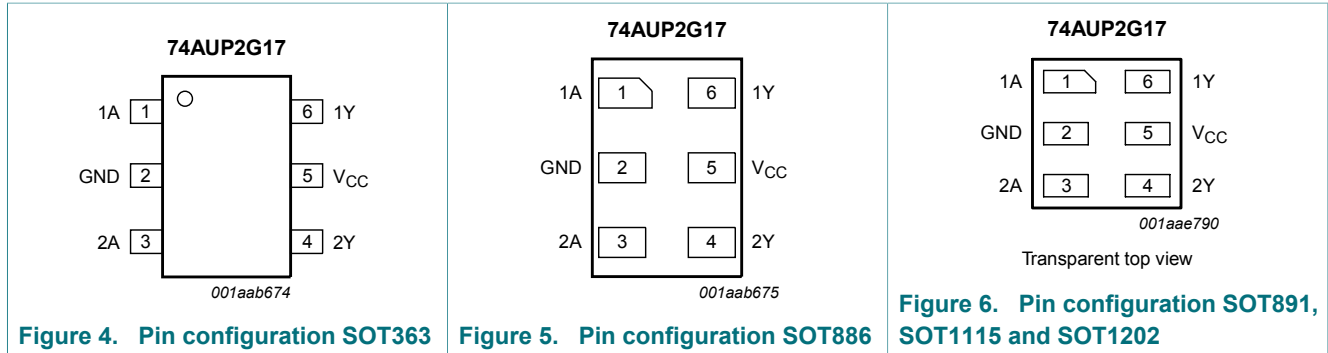 74AUP2G17
1A 1 6 1Y
GND 2 5 VCC
2A 3 4 2Y
001aab674
Figure 4. Pin configuration SOT363
74AUP2G17
1A 1 6 1Y
GND 2 5 VCC
2A 3 4 2Y
001aab675
Figure 5. Pin configuration SOT886
74AUP2G17
1A 1 6 1Y
GND 2 5 VCC
2A 3 4 2Y
001aae790
Transparent top view
Figure 6. Pin configuration SOT891,
SOT1115 and SOT1202